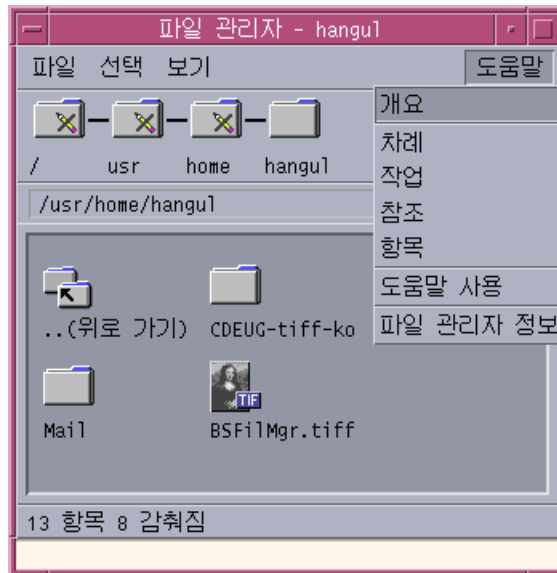 파일 관리자 - hangul
파일 선택 보기 도움말
개요
차례
작업
참조
항목
도움말 사용
파일 관리자 정보
/ usr home hangul
/usr/home/hangul
..(위로 가기) CDEUG-tiff-ko
TIF
Mail BSFilMgr.tiff
13 항목 8 감춰짐